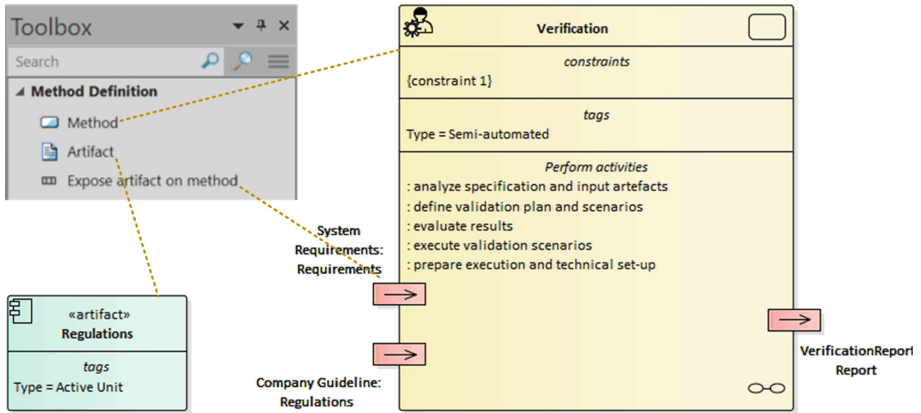 Toolbox
Search
Method Definition
Method
Artifact
Expose artifact on method
Verification
constraints
{constraint 1}
tags
Type = Semi-automated
Perform activities
: analyze specification and input artefacts
: define validation plan and scenarios
: evaluate results
: execute validation scenarios
: prepare execution and technical set-up
System
Requirements:
Requirements
Company Guideline:
Regulations
«artifact»
Regulations
tags
Type = Active Unit
VerificationReport
Report